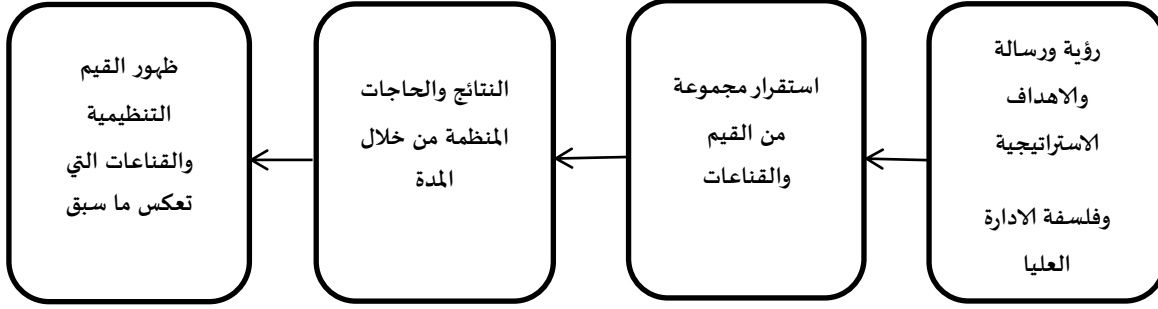 رؤية ورسالة
والاهداف
الاستراتيجية
وفلسفة الادارة
العليا
استقرار مجموعة
من القيم
والقناعات
النتائج والحاجات
المنظمة من خلال
المدة
ظهور القيم
التنظيمية
والقناعات التي
تعكس ما سبق